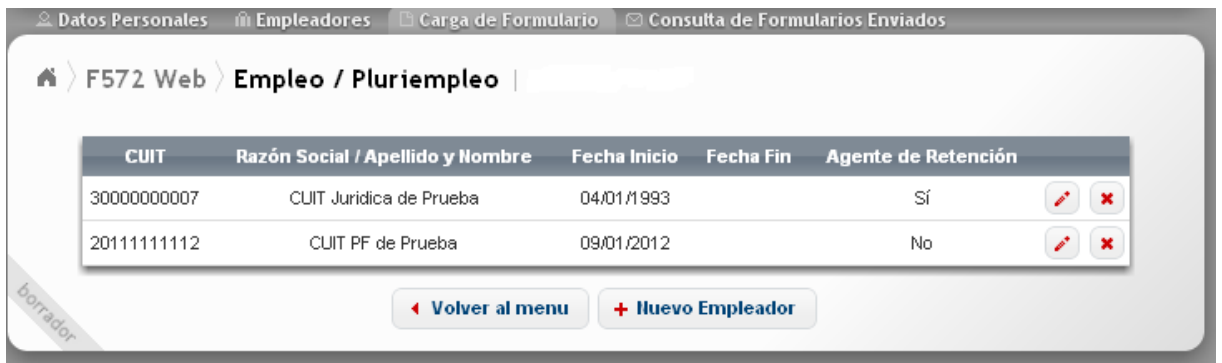 Datos Personales Empleadores Carga de Formulario Consulta de Formularios Enviados
F572 Web Empleo / Pluriempleo |
CUIT Razón Social / Apellido y Nombre Fecha Inicio Fecha Fin Agente de Retención
30000000007 CUIT Juridica de Prueba 04/01/1993 Sí
20111111112 CUIT PF de Prueba 09/01/2012 No
Volver al menu + Nuevo Empleador
borrador